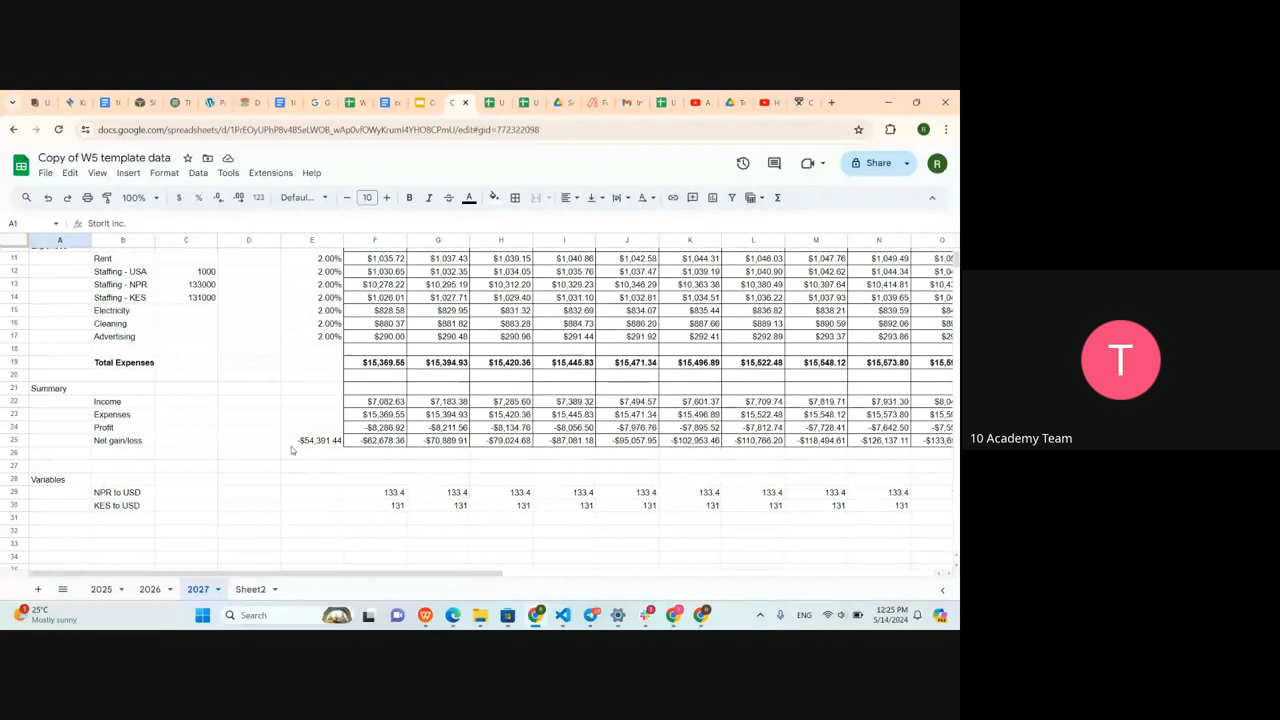 docs.google.com/spreadsheets/d/1PrEOyUPhP8v4BSeLWOB_wAp0vfOWyKrumI4YHO8CPmU/edit#gid=772322098
Copy of W5 template data
File Edit View Insert Format Data Tools Extensions Help
Share
100% $ % .0 .00 123 Defaul... 10
A1 StorIt Inc.
A B C D E F G H I J K L M N O
11 Rent 2.00% $1,035.72 $1,037.43 $1,039.15 $1,040.86 $1,042.58 $1,044.31 $1,046.03 $1,047.76 $1,049.49
12 Staffing - USA 1000 2.00% $1,030.65 $1,032.35 $1,034.05 $1,035.76 $1,037.47 $1,039.19 $1,040.90 $1,042.62 $1,044.34
13 Staffing - NPR 133000 2.00% $10,278.22 $10,295.19 $10,312.20 $10,329.23 $10,346.29 $10,363.38 $10,380.49 $10,397.64 $10,414.81
14 Staffing - KES 131000 2.00% $1,026.01 $1,027.71 $1,029.40 $1,031.10 $1,032.81 $1,034.51 $1,036.22 $1,037.93 $1,039.65
15 Electricity 2.00% $828.58 $829.95 $831.32 $832.69 $834.07 $835.44 $836.82 $838.21 $839.59
16 Cleaning 2.00% $880.37 $881.82 $883.28 $884.73 $886.20 $887.66 $889.13 $890.59 $892.06
17 Advertising 2.00% $290.00 $290.48 $290.96 $291.44 $291.92 $292.41 $292.89 $293.37 $293.86
18
19 Total Expenses $15,369.55 $15,394.93 $15,420.36 $15,445.83 $15,471.34 $15,496.89 $15,522.48 $15,548.12 $15,573.80
20
21 Summary
22 Income $7,082.63 $7,183.38 $7,285.60 $7,389.32 $7,494.57 $7,601.37 $7,709.74 $7,819.71 $7,931.30
23 Expenses $15,369.55 $15,394.93 $15,420.36 $15,445.83 $15,471.34 $15,496.89 $15,522.48 $15,548.12 $15,573.80
24 Profit -$8,286.92 -$8,211.56 -$8,134.76 -$8,056.50 -$7,976.76 -$7,895.52 -$7,812.74 -$7,728.41 -$7,642.50
25 Net gain/loss -$54,391.44 -$62,678.36 -$70,889.91 -$79,024.68 -$87,081.18 -$95,057.95 -$102,953.46 -$110,766.20 -$118,494.61 -$126,137.11
26
27
28 Variables
29 NPR to USD 133.4 133.4 133.4 133.4 133.4 133.4 133.4 133.4 133.4
30 KES to USD 131 131 131 131 131 131 131 131 131
31
32
33
34
2025 2026 2027 Sheet2
25°C
Mostly sunny
Search
ENG
12:25 PM
5/14/2024
T
10 Academy Team